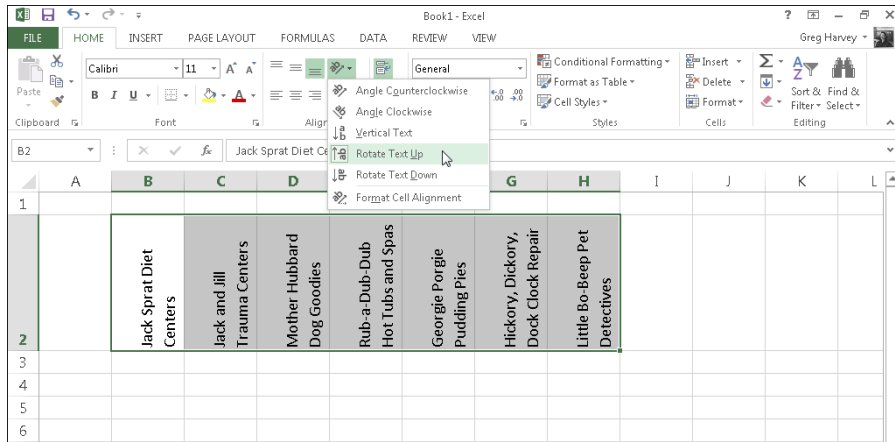 Book1 - Excel
?
FILE HOME INSERT PAGE LAYOUT FORMULAS DATA REVIEW VIEW Greg Harvey
Paste
Calibri 11 A A General
B I U A
Conditional Formatting
Format as Table
Cell Styles
Insert
Delete
Format
Sort & Filter
Find & Select
Clipboard Font Styles Cells Editing
Angle Counterclockwise
Angle Clockwise
Vertical Text
Rotate Text Up
Rotate Text Down
Format Cell Alignment
B2 fx Jack Sprat Diet
A B C D G H I J K L
1
2
Jack Sprat Diet
Centers
Jack and Jill
Trauma Centers
Mother Hubbard
Dog Goodies
Rub-a-Dub-Dub
Hot Tubs and Spas
Georgie Porgie
Pudding Pies
Hickory, Dickory,
Dock Clock Repair
Little Bo-Beep Pet
Detectives
3
4
5
6